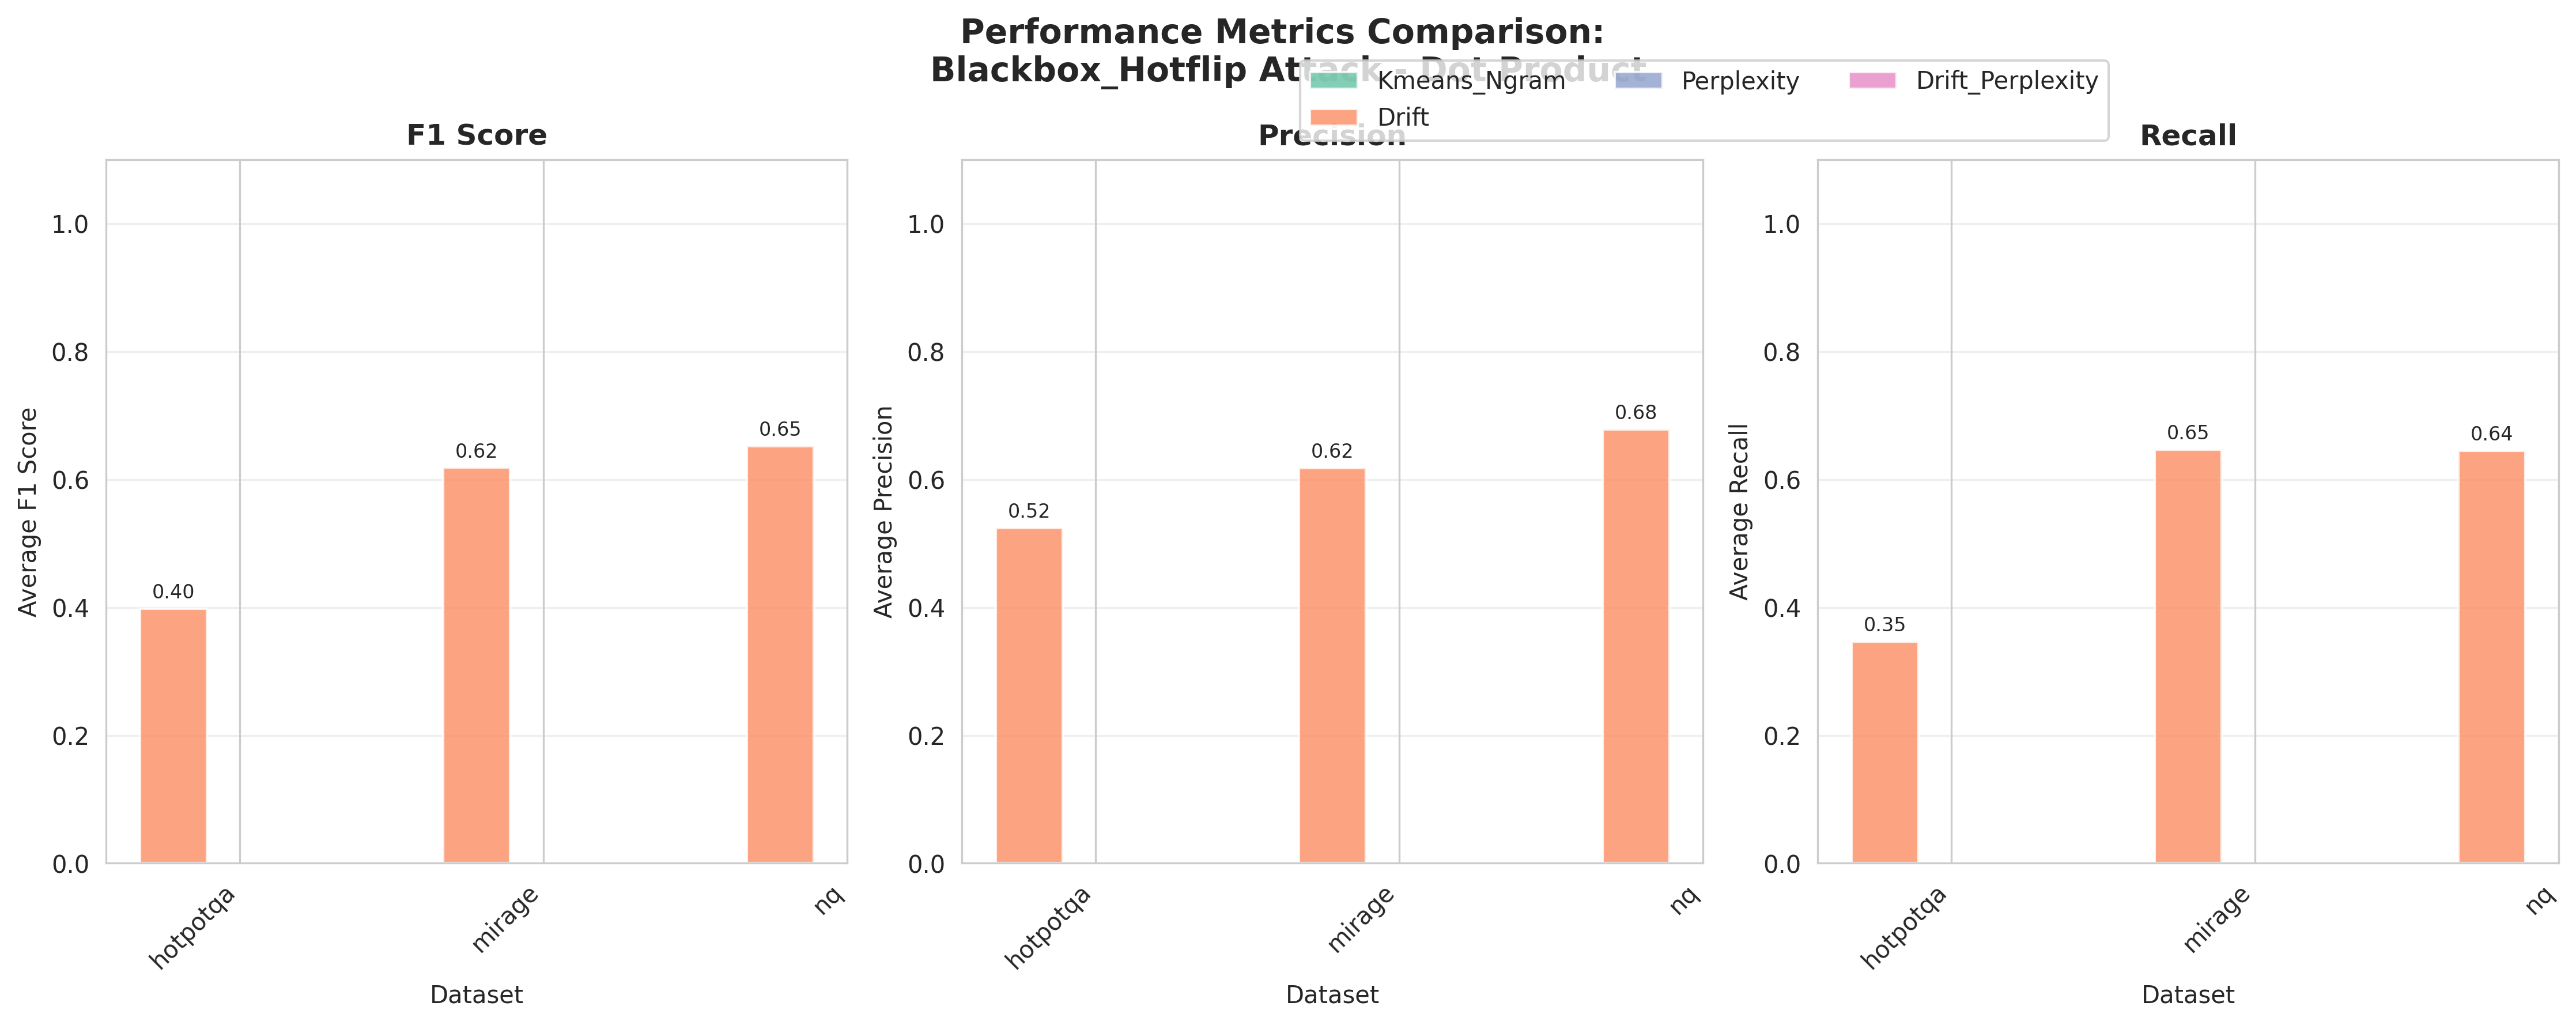 Performance Metrics Comparison:
Blackbox_Hotflip Attack - Dot Product
Kmeans_Ngram
Perplexity
Drift_Perplexity
Drift
F1 Score
Average F1 Score
1.0
0.8
0.6
0.4
0.2
0.0
0.40
0.62
0.65
hotpotqa
mirage
nq
Dataset
Precision
Average Precision
1.0
0.8
0.6
0.4
0.2
0.0
0.52
0.62
0.68
hotpotqa
mirage
nq
Dataset
Recall
Average Recall
1.0
0.8
0.6
0.4
0.2
0.0
0.35
0.65
0.64
hotpotqa
mirage
nq
Dataset